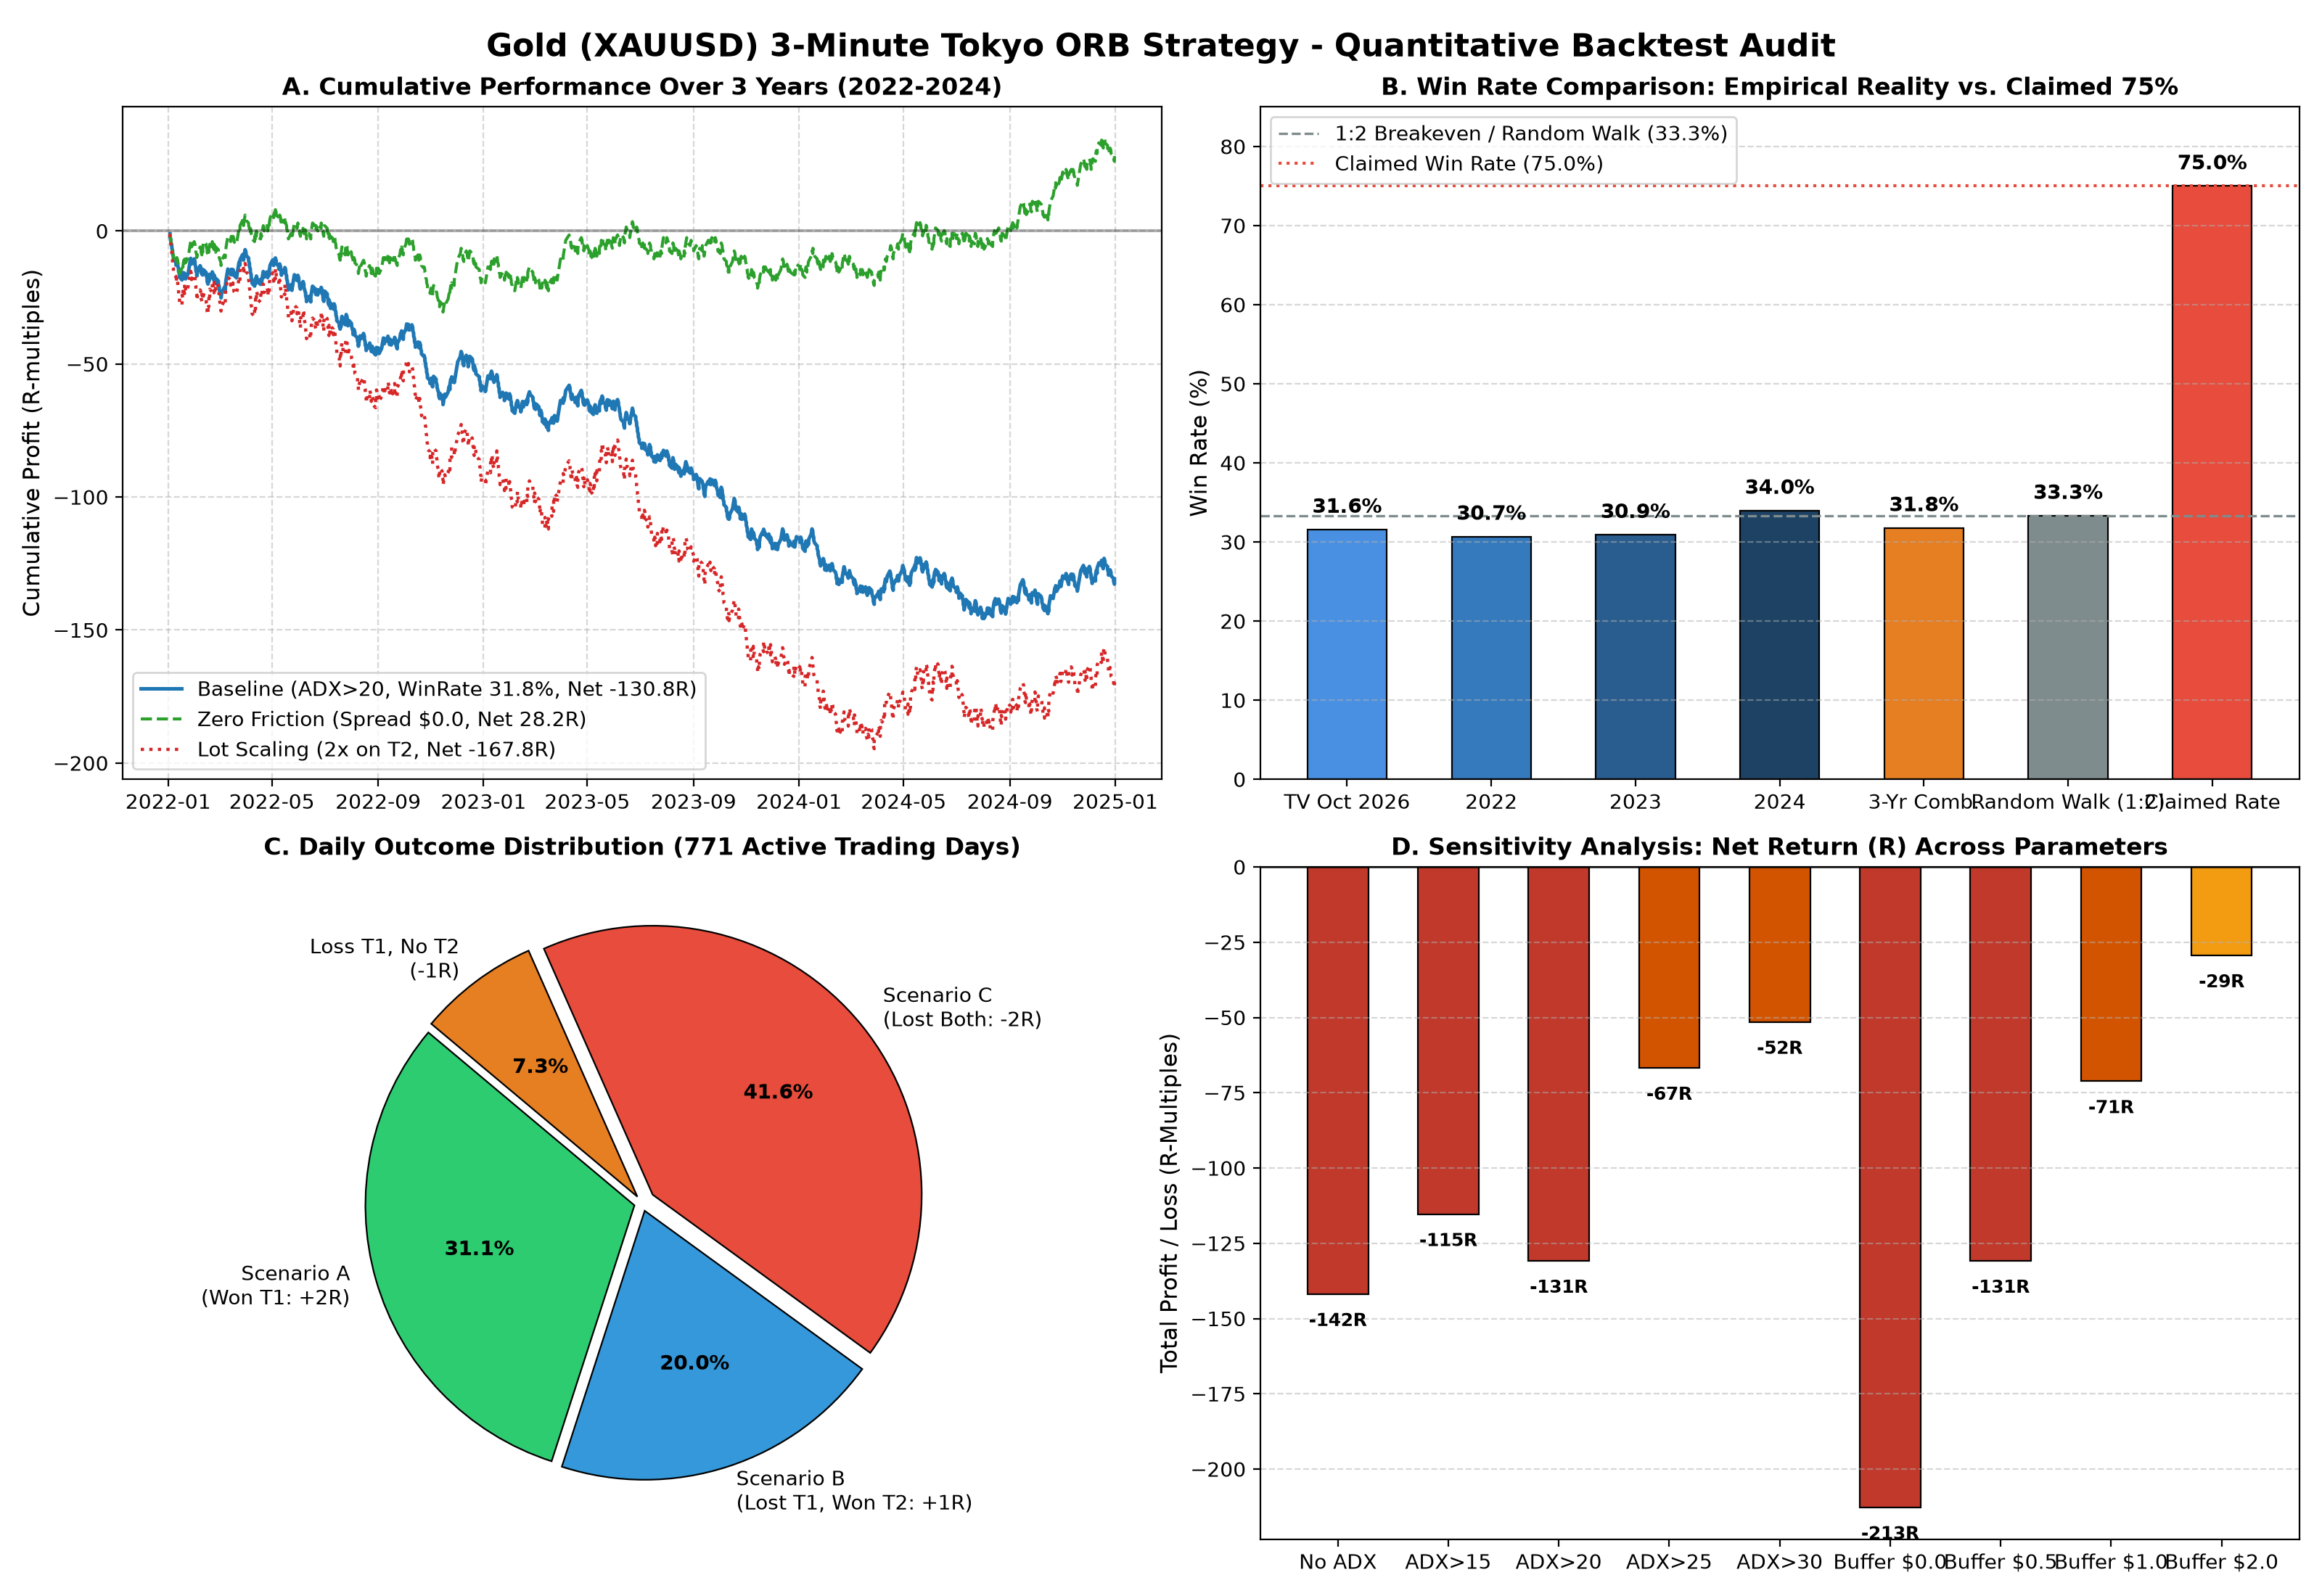 Gold (XAUUSD) 3-Minute Tokyo ORB Strategy - Quantitative Backtest Audit
A. Cumulative Performance Over 3 Years (2022-2024)
Cumulative Profit (R-multiples)
0
−50
−100
−150
−200
Baseline (ADX>20, WinRate 31.8%, Net -130.8R)
Zero Friction (Spread $0.0, Net 28.2R)
Lot Scaling (2x on T2, Net -167.8R)
2022-01 2022-05 2022-09 2023-01 2023-05 2023-09 2024-01 2024-05 2024-09 2025-01
B. Win Rate Comparison: Empirical Reality vs. Claimed 75%
Win Rate (%)
80
70
60
50
40
30
20
10
0
1:2 Breakeven / Random Walk (33.3%)
Claimed Win Rate (75.0%)
31.6% 30.7% 30.9% 34.0% 31.8% 33.3% 75.0%
TV Oct 2026 2022 2023 2024 3-Yr Comb. Random Walk (1:2) Claimed Rate
C. Daily Outcome Distribution (771 Active Trading Days)
Loss T1, No T2
(-1R)
7.3%
Scenario C
(Lost Both: -2R)
41.6%
Scenario A
(Won T1: +2R)
31.1%
Scenario B
(Lost T1, Won T2: +1R)
20.0%
D. Sensitivity Analysis: Net Return (R) Across Parameters
Total Profit / Loss (R-Multiples)
0
−25
−50
−75
−100
−125
−150
−175
−200
-142R -115R -131R -67R -52R -213R -131R -71R -29R
No ADX ADX>15 ADX>20 ADX>25 ADX>30 Buffer $0.0 Buffer $0.5 Buffer $1.0 Buffer $2.0